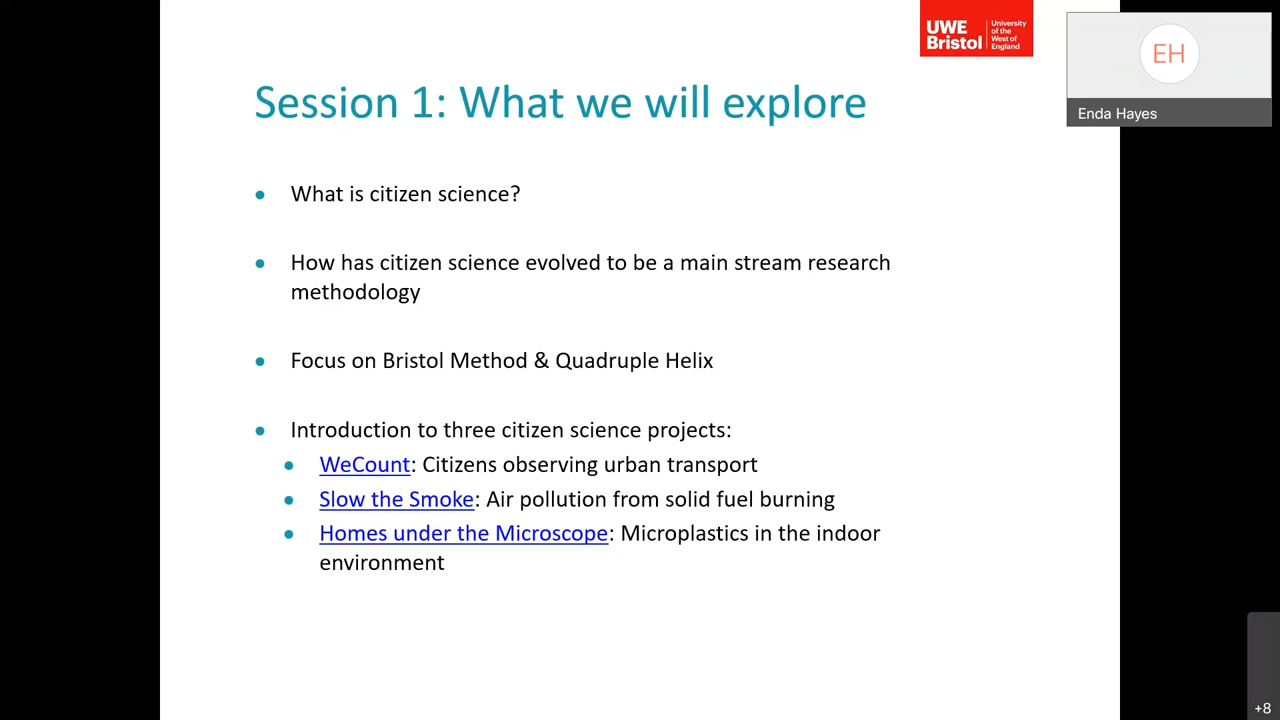 UWE
Bristol
University
of the
West of
England
EH
Enda Hayes
Session 1: What we will explore
What is citizen science?
How has citizen science evolved to be a main stream research
methodology
Focus on Bristol Method & Quadruple Helix
Introduction to three citizen science projects:
WeCount: Citizens observing urban transport
Slow the Smoke: Air pollution from solid fuel burning
Homes under the Microscope: Microplastics in the indoor
environment
+8